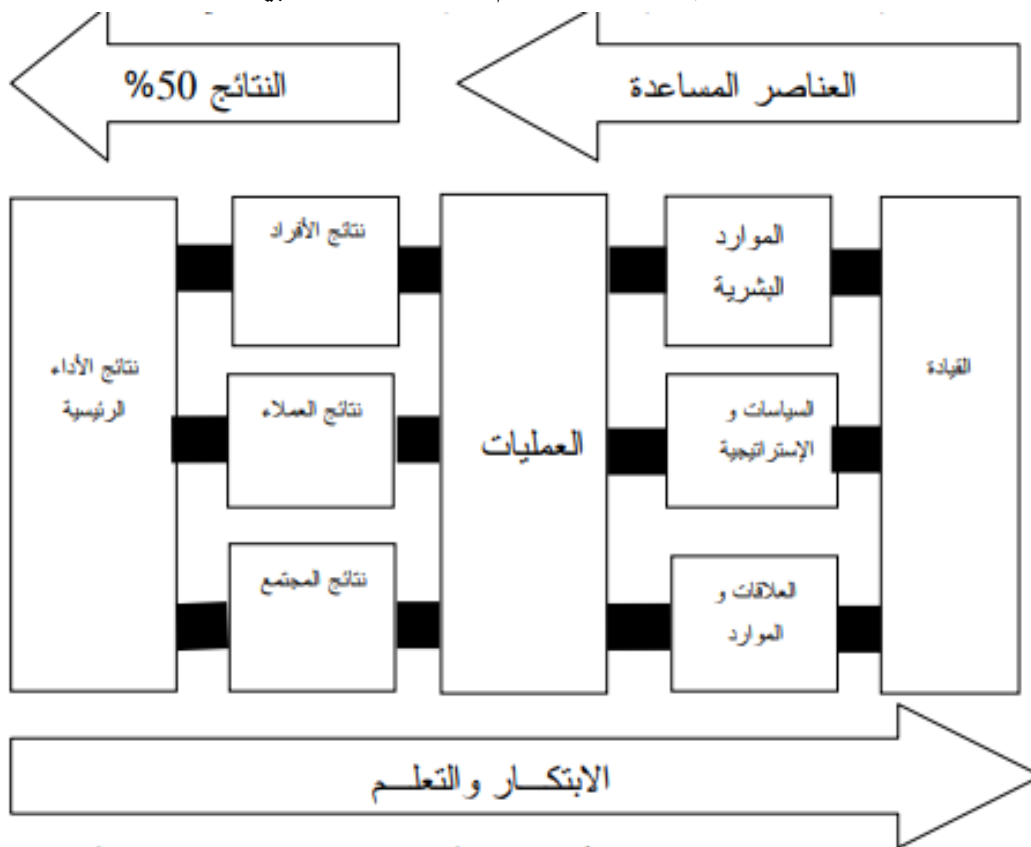 العناصر المساعدة
النتائج 50%
القيادة
الموارد
البشرية
السياسات و
الإستراتيجية
العلاقات و
الموارد
العمليات
نتائج الأفراد
نتائج العملاء
نتائج المجتمع
نتائج الأداء
الرئيسية
الابتكــار والتعلــم